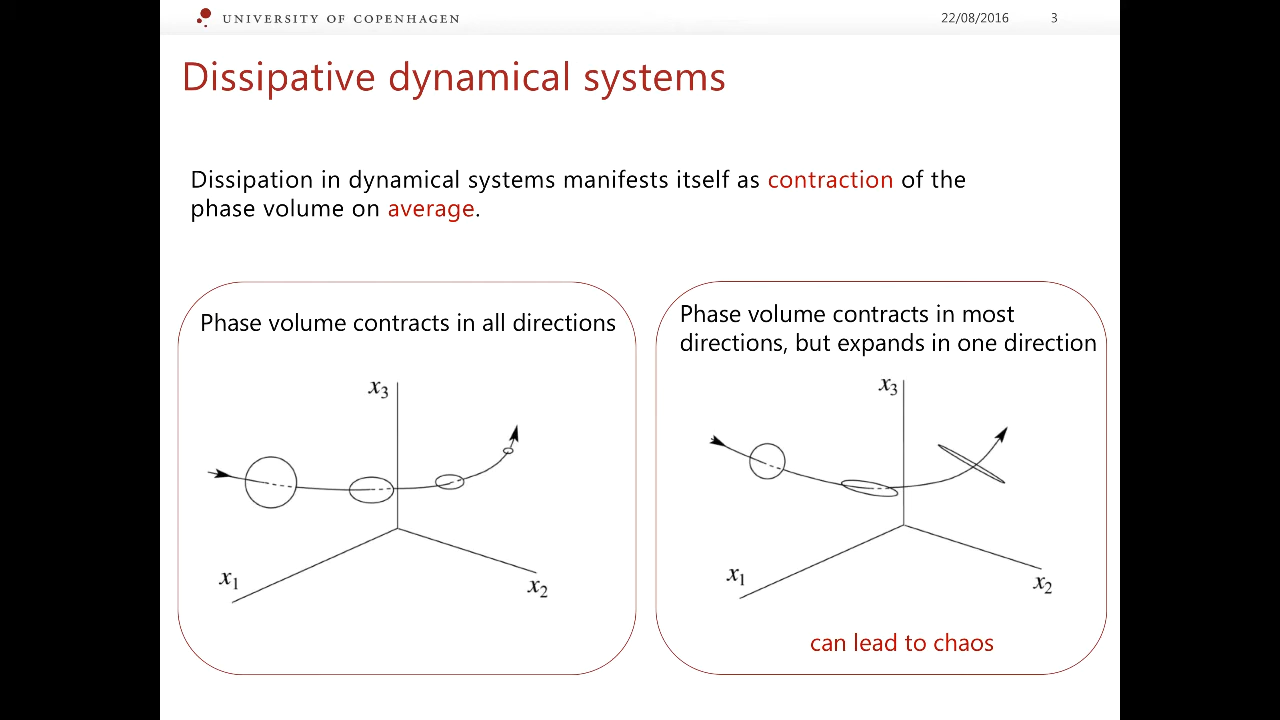 UNIVERSITY OF COPENHAGEN
22/08/2016 3
Dissipative dynamical systems
Dissipation in dynamical systems manifests itself as contraction of the
phase volume on average.
Phase volume contracts in all directions
x3
x1
x2
Phase volume contracts in most
directions, but expands in one direction
x3
x1
x2
can lead to chaos